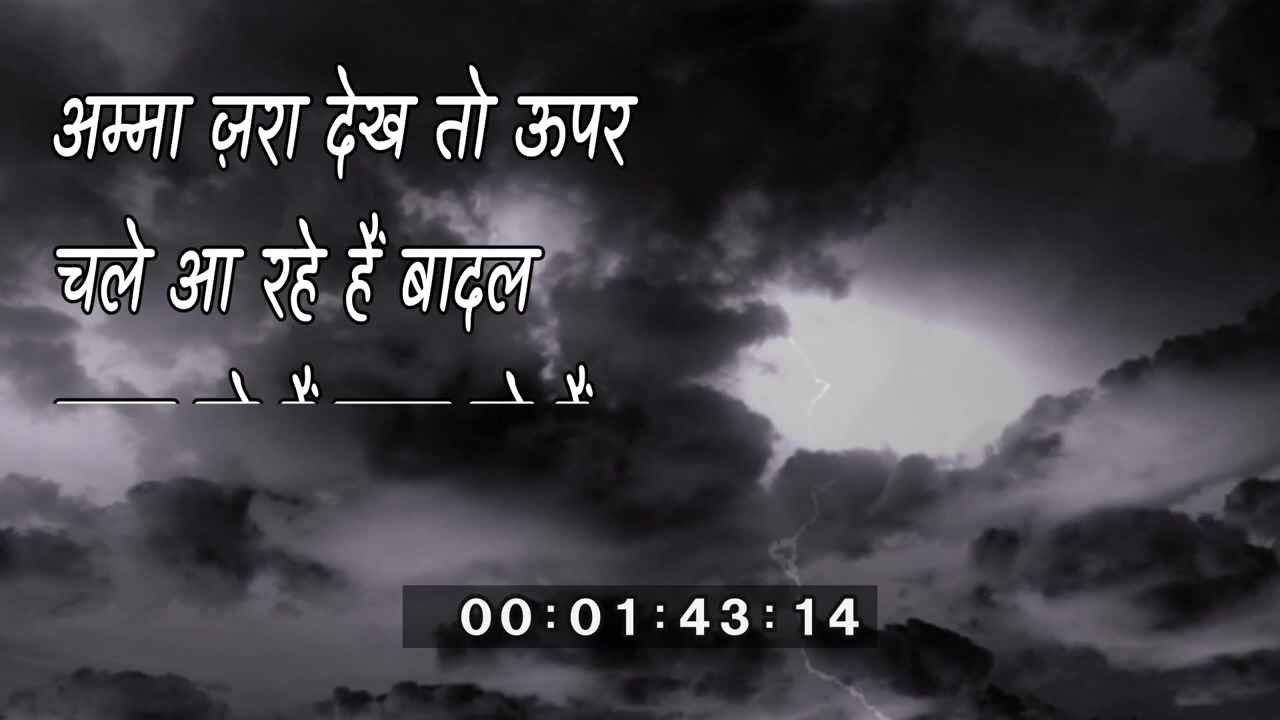 अम्मा ज़रा देख तो ऊपर
चले आ रहे हैं बादल
00:01:43:14